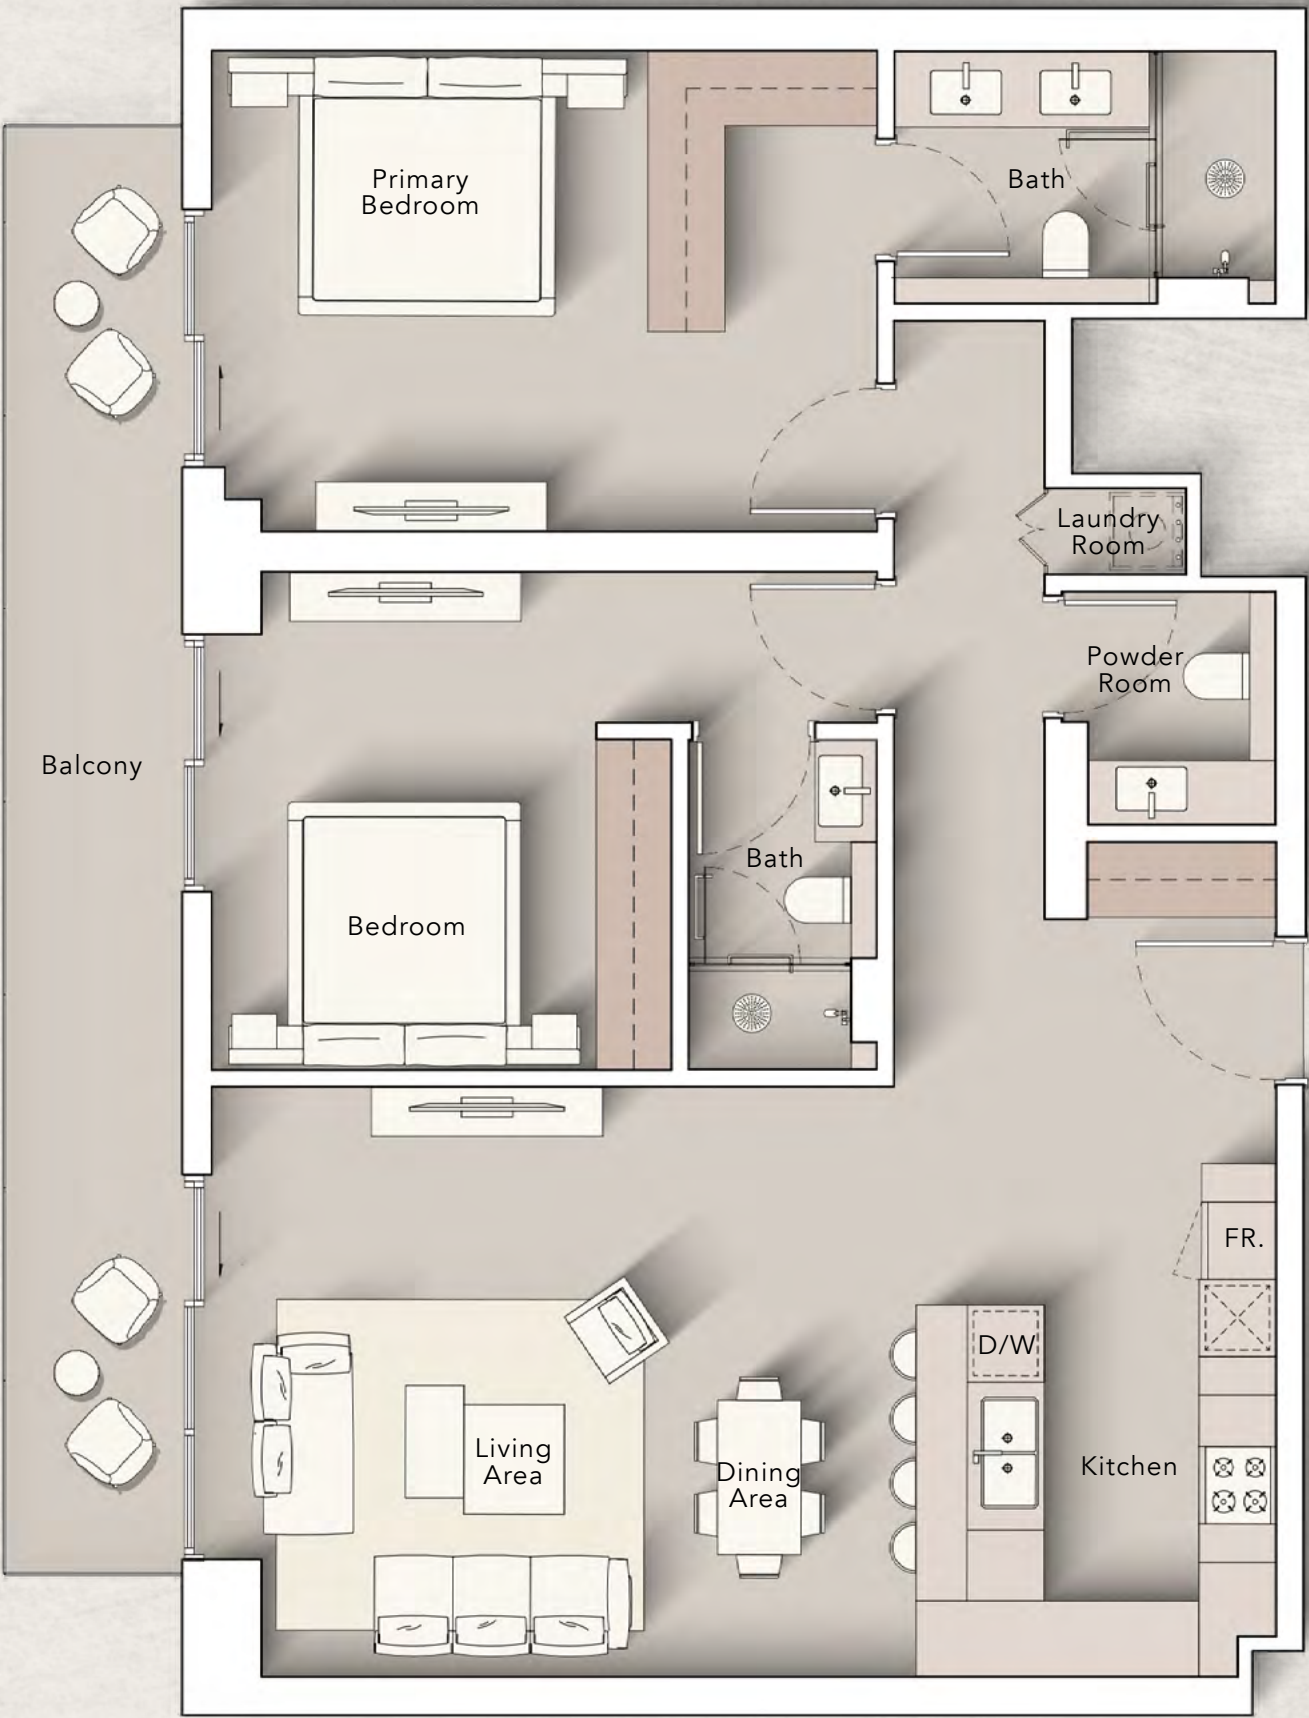 Primary
Bedroom
Bath
Laundry
Room
Powder
Room
Balcony
Bath
Bedroom
FR.
D/W
Living
Area
Dining
Area
Kitchen